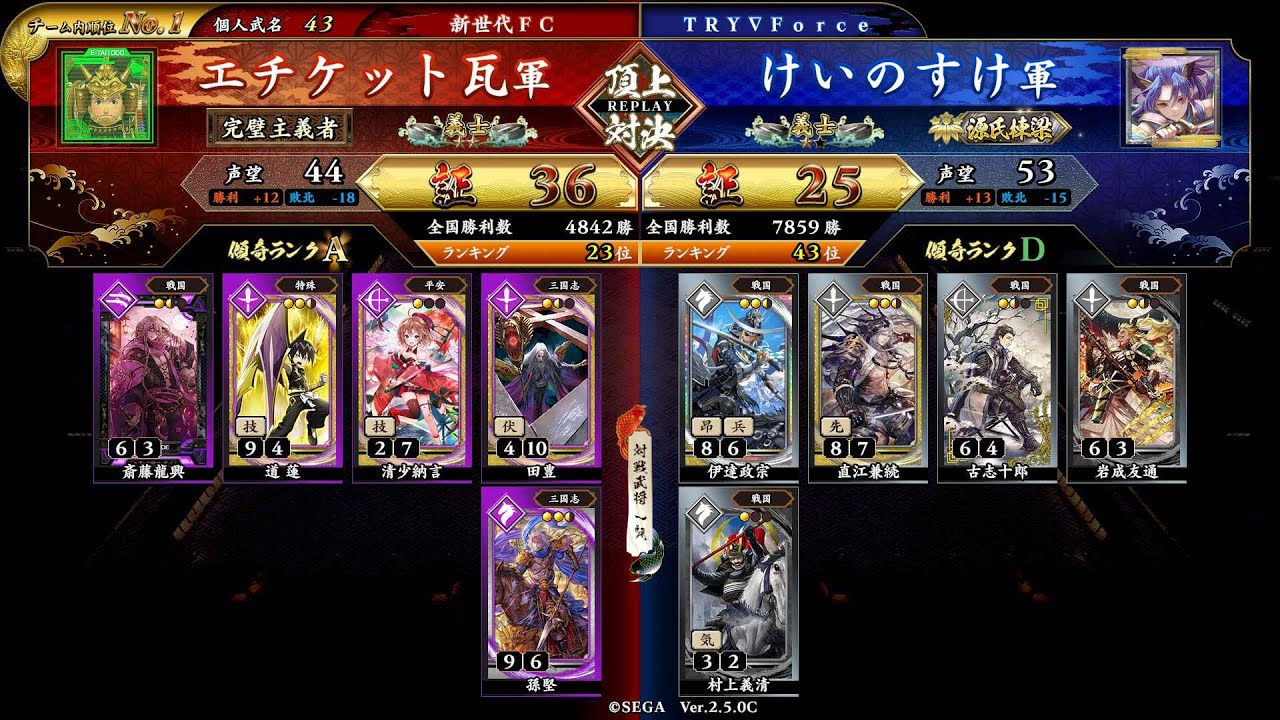 チーム内順位 No.1
個人武名 43
新世代FC
TRY∇Force
エチケット瓦軍
頂上
REPLAY
対決
けいのすけ軍
完璧主義者
義士
義士
源氏棟梁
声望 44
勝利 +12 敗北 -18
証 36
証 25
声望 53
勝利 +13 敗北 -15
全国勝利数 4842勝
全国勝利数 7859勝
ランキング 23位
ランキング 43位
傾奇ランクA
傾奇ランクD
戦国
特殊
平安
三国志
戦国
戦国
戦国
戦国
技
技
伏
昂 兵
先
6 3
9 4
2 7
4 10
8 6
8 7
6 4
6 3
斎藤龍興
道蓮
清少納言
田豊
伊達政宗
直江兼続
古志十郎
岩成友通
対戦武将一覧
三国志
戦国
気
9 6
3 2
孫堅
村上義清
©SEGA Ver.2.5.0C